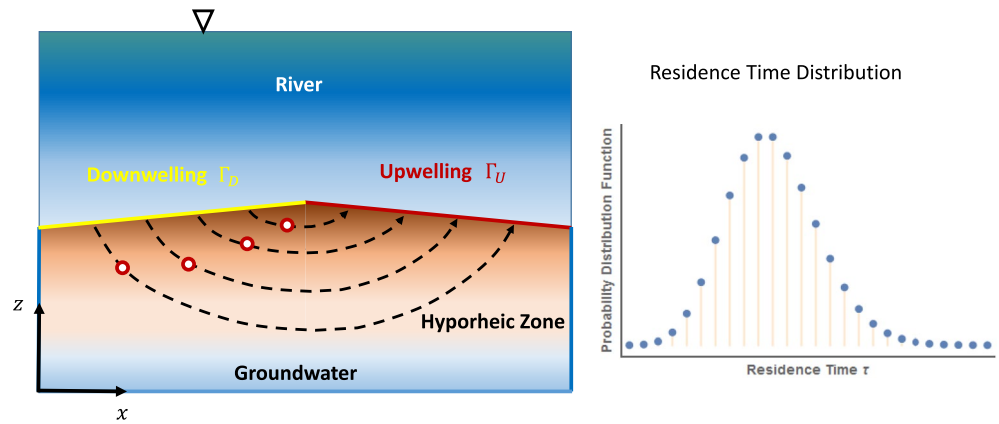 River
Downwelling Γ_D
Upwelling Γ_U
Hyporheic Zone
Groundwater
z
x
Residence Time Distribution
Probability Distribution Function
Residence Time τ